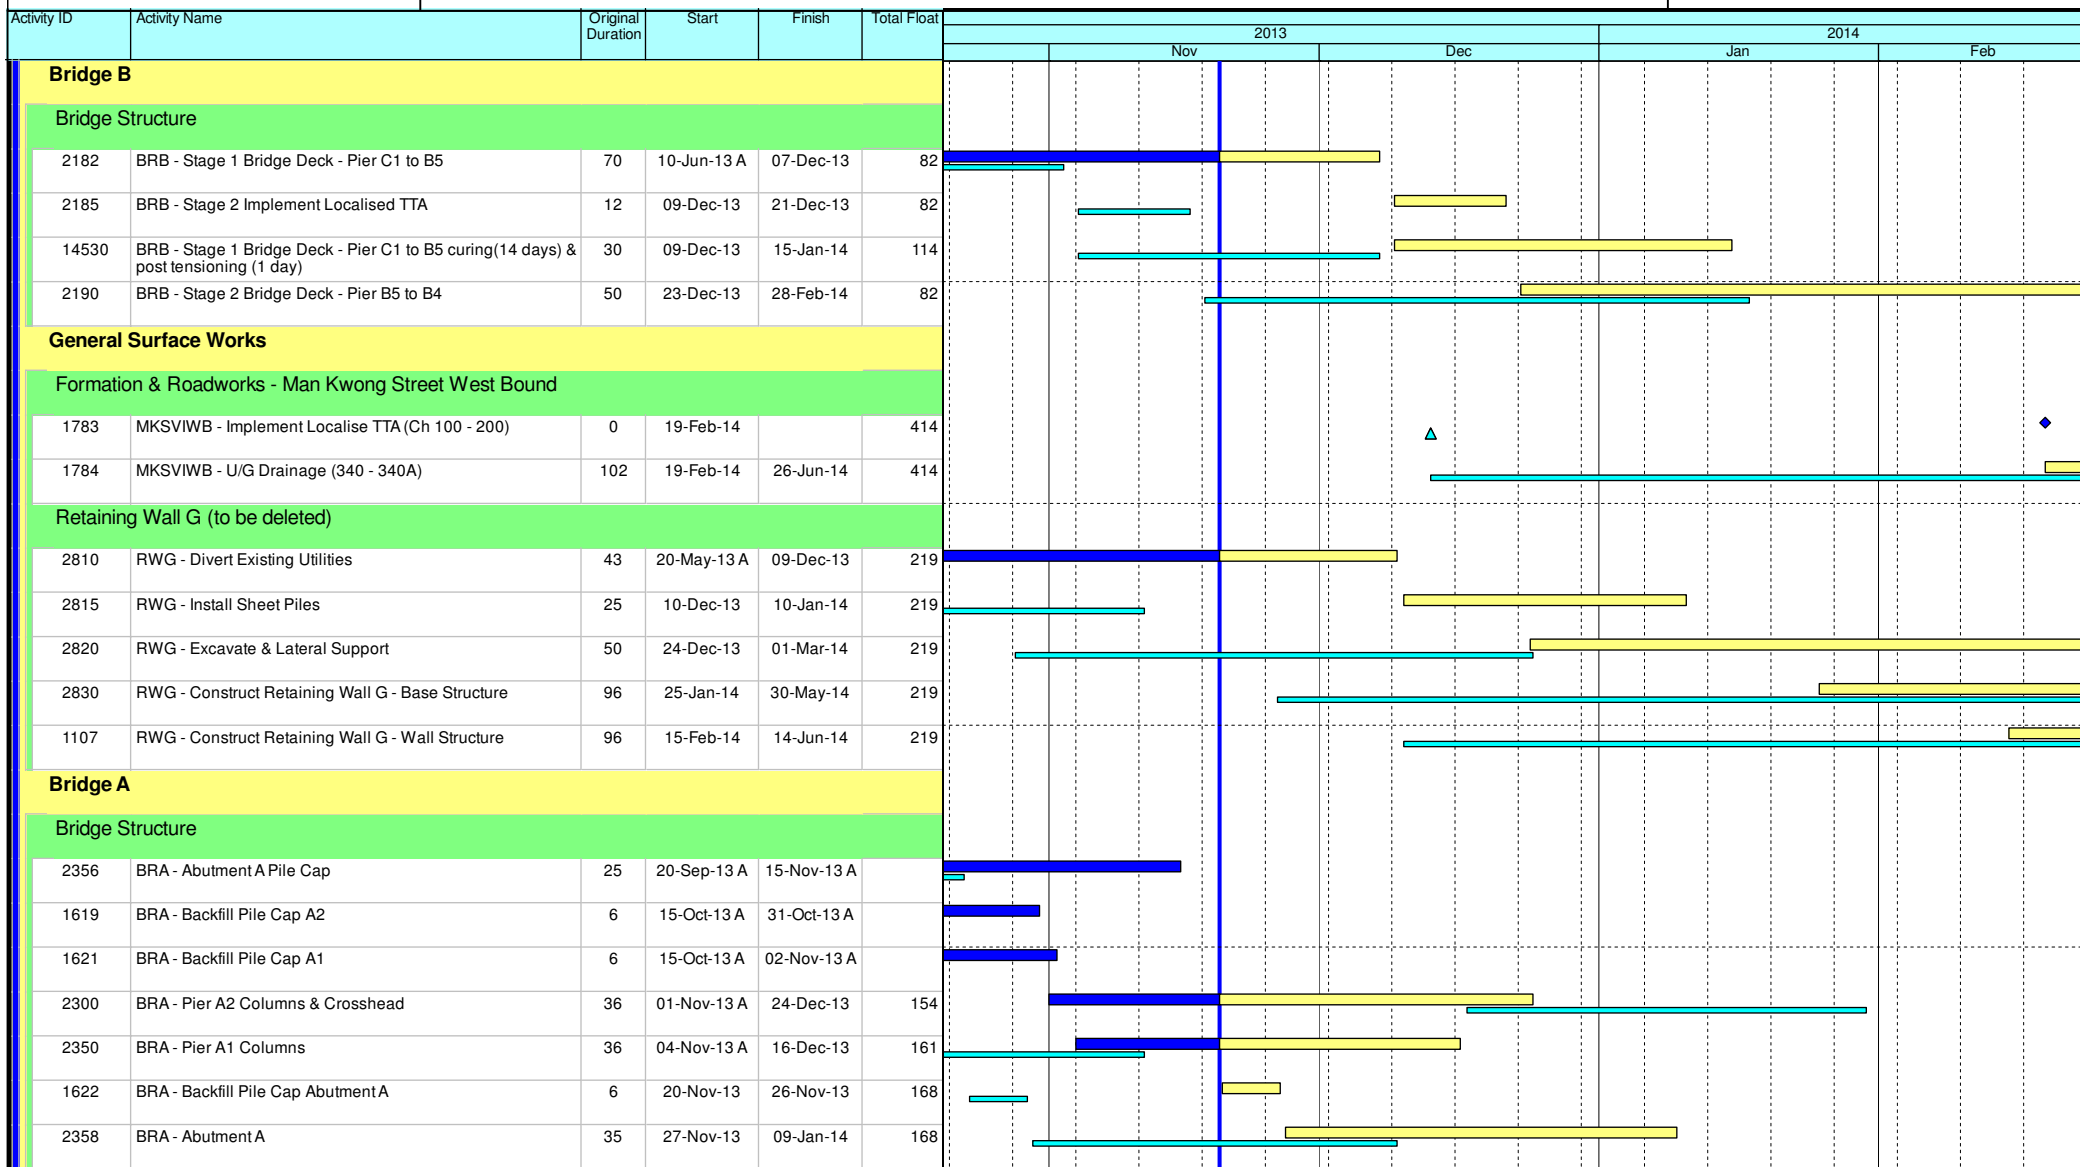 Activity ID Activity Name Original Duration Start Finish Total Float
2013 2014
Nov Dec Jan Feb
Bridge B
Bridge Structure
2182 BRB - Stage 1 Bridge Deck - Pier C1 to B5 70 10-Jun-13 A 07-Dec-13 82
2185 BRB - Stage 2 Implement Localised TTA 12 09-Dec-13 21-Dec-13 82
14530 BRB - Stage 1 Bridge Deck - Pier C1 to B5 curing(14 days) & 30 09-Dec-13 15-Jan-14 114
post tensioning (1 day)
2190 BRB - Stage 2 Bridge Deck - Pier B5 to B4 50 23-Dec-13 28-Feb-14 82
General Surface Works
Formation & Roadworks - Man Kwong Street West Bound
1783 MKSVIWB - Implement Localise TTA (Ch 100 - 200) 0 19-Feb-14 414
1784 MKSVIWB - U/G Drainage (340 - 340A) 102 19-Feb-14 26-Jun-14 414
Retaining Wall G (to be deleted)
2810 RWG - Divert Existing Utilities 43 20-May-13 A 09-Dec-13 219
2815 RWG - Install Sheet Piles 25 10-Dec-13 10-Jan-14 219
2820 RWG - Excavate & Lateral Support 50 24-Dec-13 01-Mar-14 219
2830 RWG - Construct Retaining Wall G - Base Structure 96 25-Jan-14 30-May-14 219
1107 RWG - Construct Retaining Wall G - Wall Structure 96 15-Feb-14 14-Jun-14 219
Bridge A
Bridge Structure
2356 BRA - Abutment A Pile Cap 25 20-Sep-13 A 15-Nov-13 A
1619 BRA - Backfill Pile Cap A2 6 15-Oct-13 A 31-Oct-13 A
1621 BRA - Backfill Pile Cap A1 6 15-Oct-13 A 02-Nov-13 A
2300 BRA - Pier A2 Columns & Crosshead 36 01-Nov-13 A 24-Dec-13 154
2350 BRA - Pier A1 Columns 36 04-Nov-13 A 16-Dec-13 161
1622 BRA - Backfill Pile Cap Abutment A 6 20-Nov-13 26-Nov-13 168
2358 BRA - Abutment A 35 27-Nov-13 09-Jan-14 168